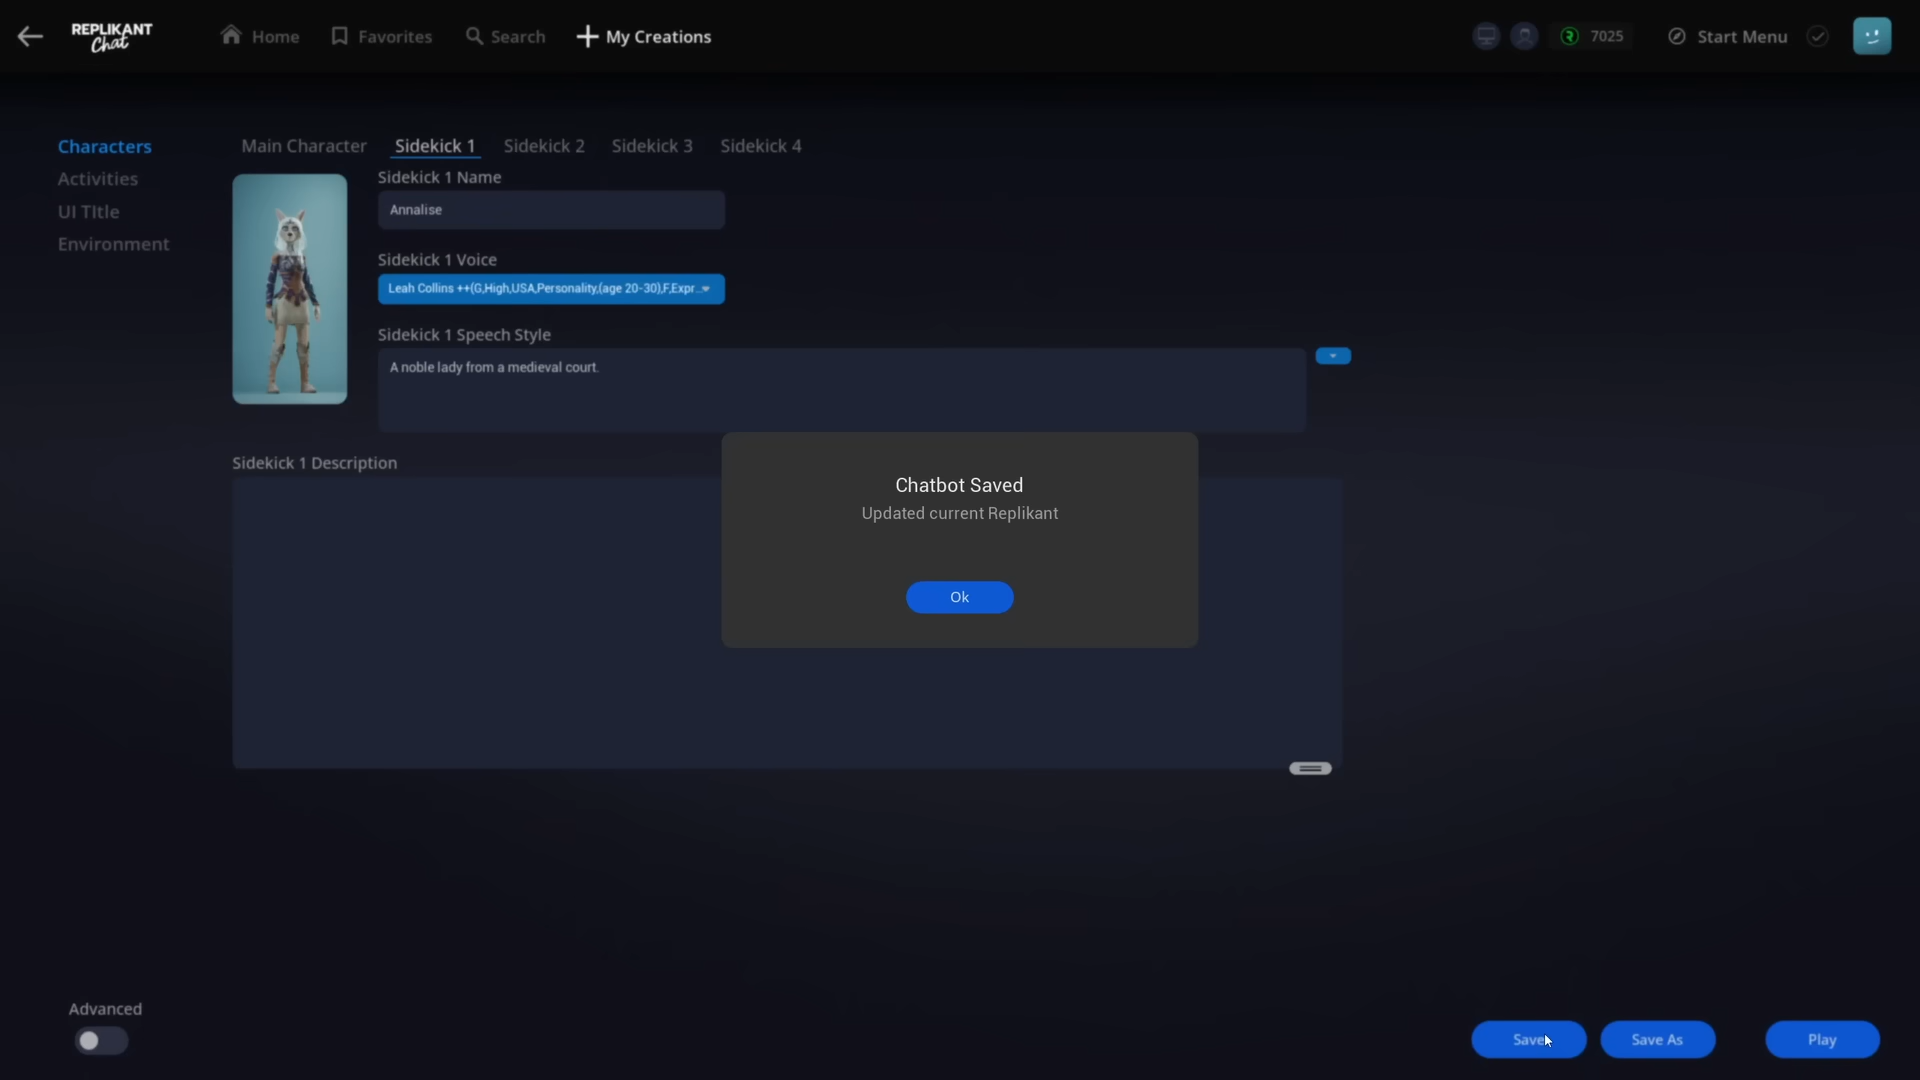 REPLIKANT
Chat
Home
Favorites
Search
My Creations
7025
Start Menu
Characters
Activities
UI TItle
Environment
Main Character
Sidekick 1
Sidekick 2
Sidekick 3
Sidekick 4
Sidekick 1 Name
Annalise
Sidekick 1 Voice
Leah Collins ++(G,High,USA,Personality,(age 20-30),F,Expr...
Sidekick 1 Speech Style
A noble lady from a medieval court.
Sidekick 1 Description
Chatbot Saved
Updated current Replikant
Ok
Advanced
Save
Save As
Play